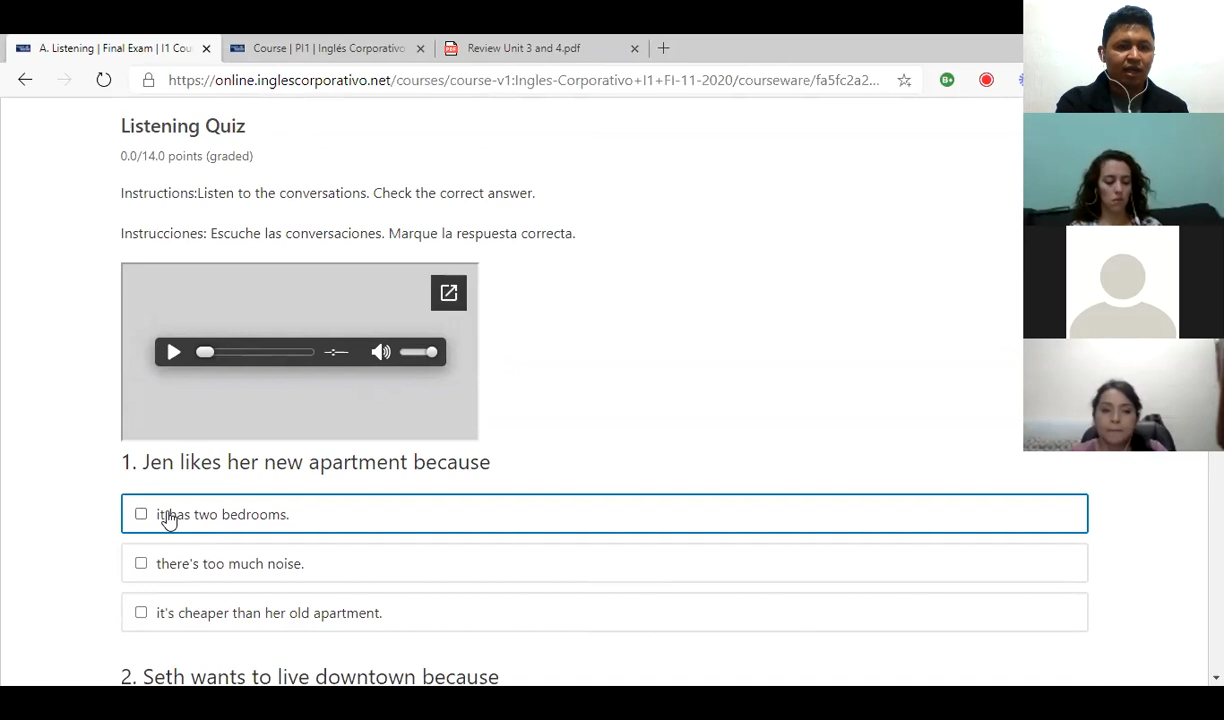 A. Listening | Final Exam | I1 Cou
Course | PI1 | Inglés Corporativo
PDF
Review Unit 3 and 4.pdf
https://online.inglescorporativo.net/courses/course-v1:Ingles-Corporativo+I1+FI-11-2020/courseware/fa5fc2a2...
Listening Quiz
0.0/14.0 points (graded)
Instructions:Listen to the conversations. Check the correct answer.
Instrucciones: Escuche las conversaciones. Marque la respuesta correcta.
1. Jen likes her new apartment because
it has two bedrooms.
there's too much noise.
it's cheaper than her old apartment.
2. Seth wants to live downtown because